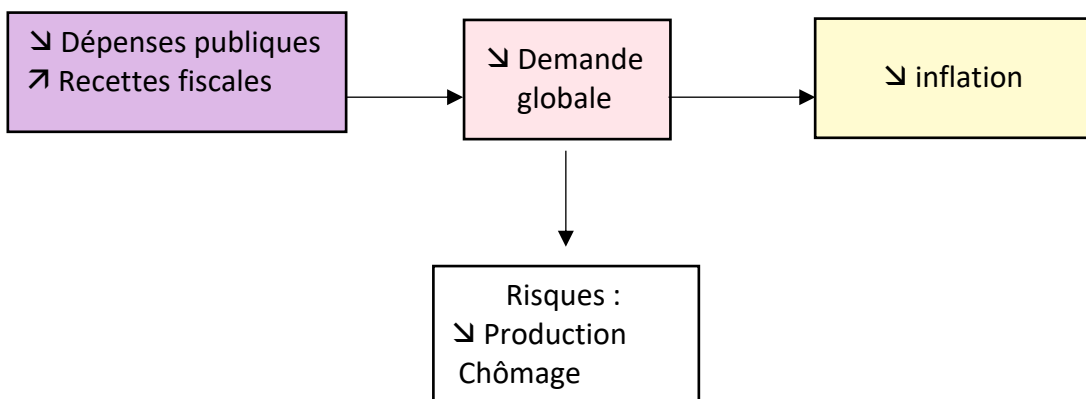 ↘ Dépenses publiques
↗ Recettes fiscales
↘ Demande
globale
↘ inflation
Risques :
↘ Production
Chômage